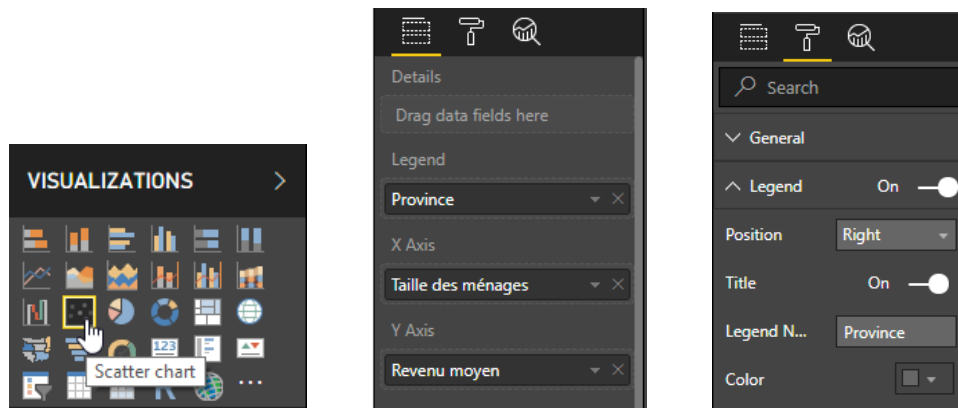 VISUALIZATIONS
123
R
Scatter chart
Details
Drag data fields here
Legend
Province
X Axis
Taille des ménages
Y Axis
Revenu moyen
Search
General
Legend On
Position Right
Title On
Legend N... Province
Color